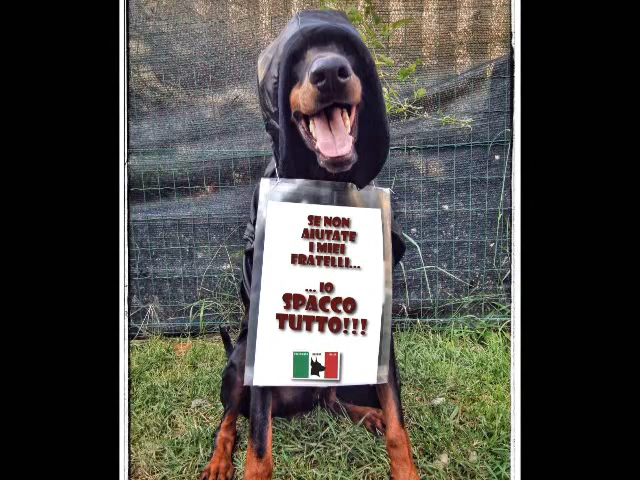 SE NON
AIUTATE
I MIEI
FRATELLI...
... IO
SPACCO
TUTTO!!!